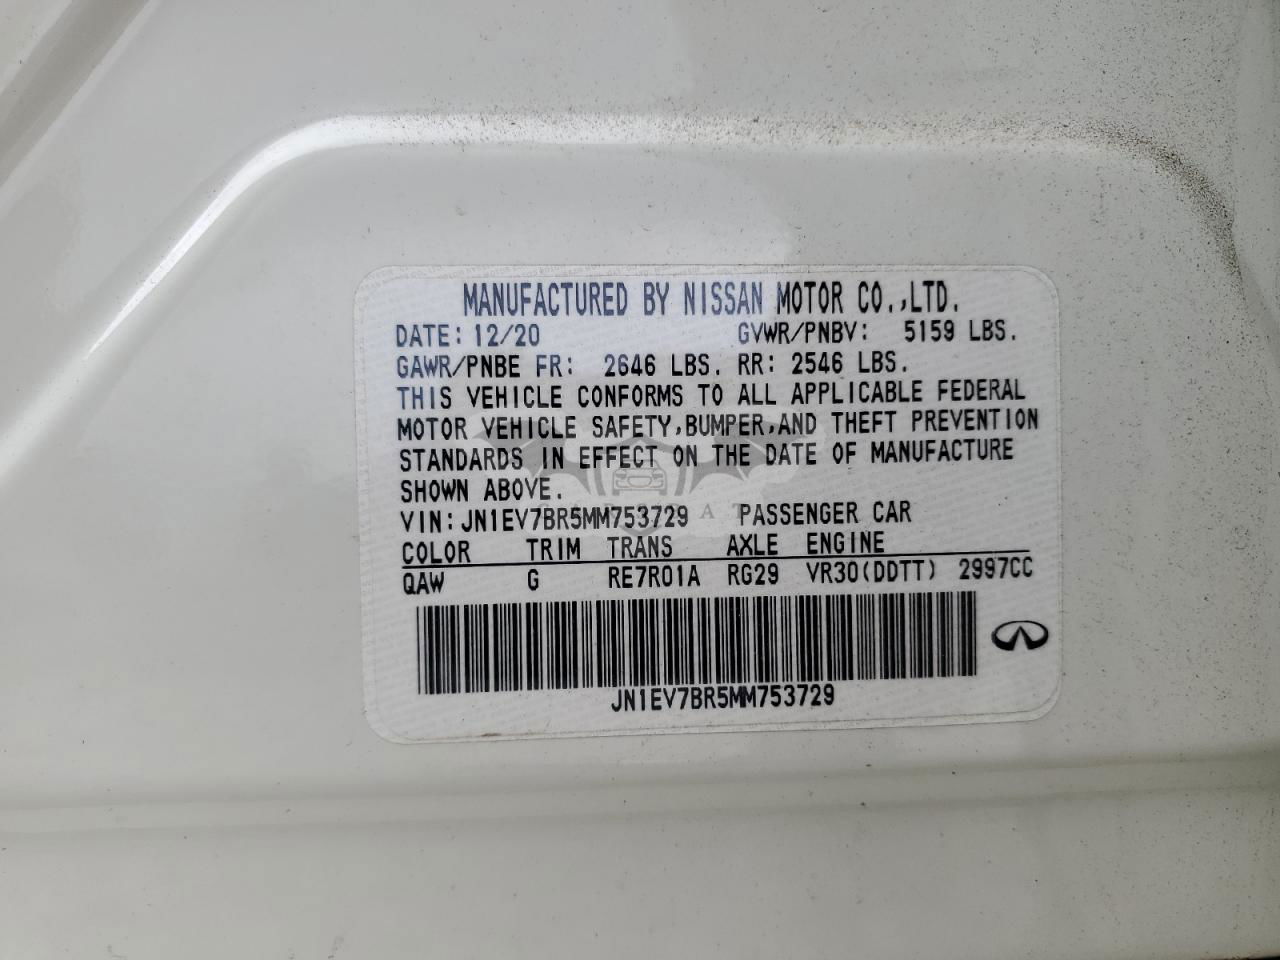 MANUFACTURED BY NISSAN MOTOR CO.,LTD.
DATE: 12/20 GVWR/PNBV: 5159 LBS.
GAWR/PNBE FR: 2646 LBS. RR: 2546 LBS.
THIS VEHICLE CONFORMS TO ALL APPLICABLE FEDERAL
MOTOR VEHICLE SAFETY,BUMPER,AND THEFT PREVENTION
STANDARDS IN EFFECT ON THE DATE OF MANUFACTURE
SHOWN ABOVE.
VIN:JN1EV7BR5MM753729 PASSENGER CAR
COLOR TRIM TRANS AXLE ENGINE
QAW G RE7R01A RG29 VR30(DDTT) 2997CC
JN1EV7BR5MM753729